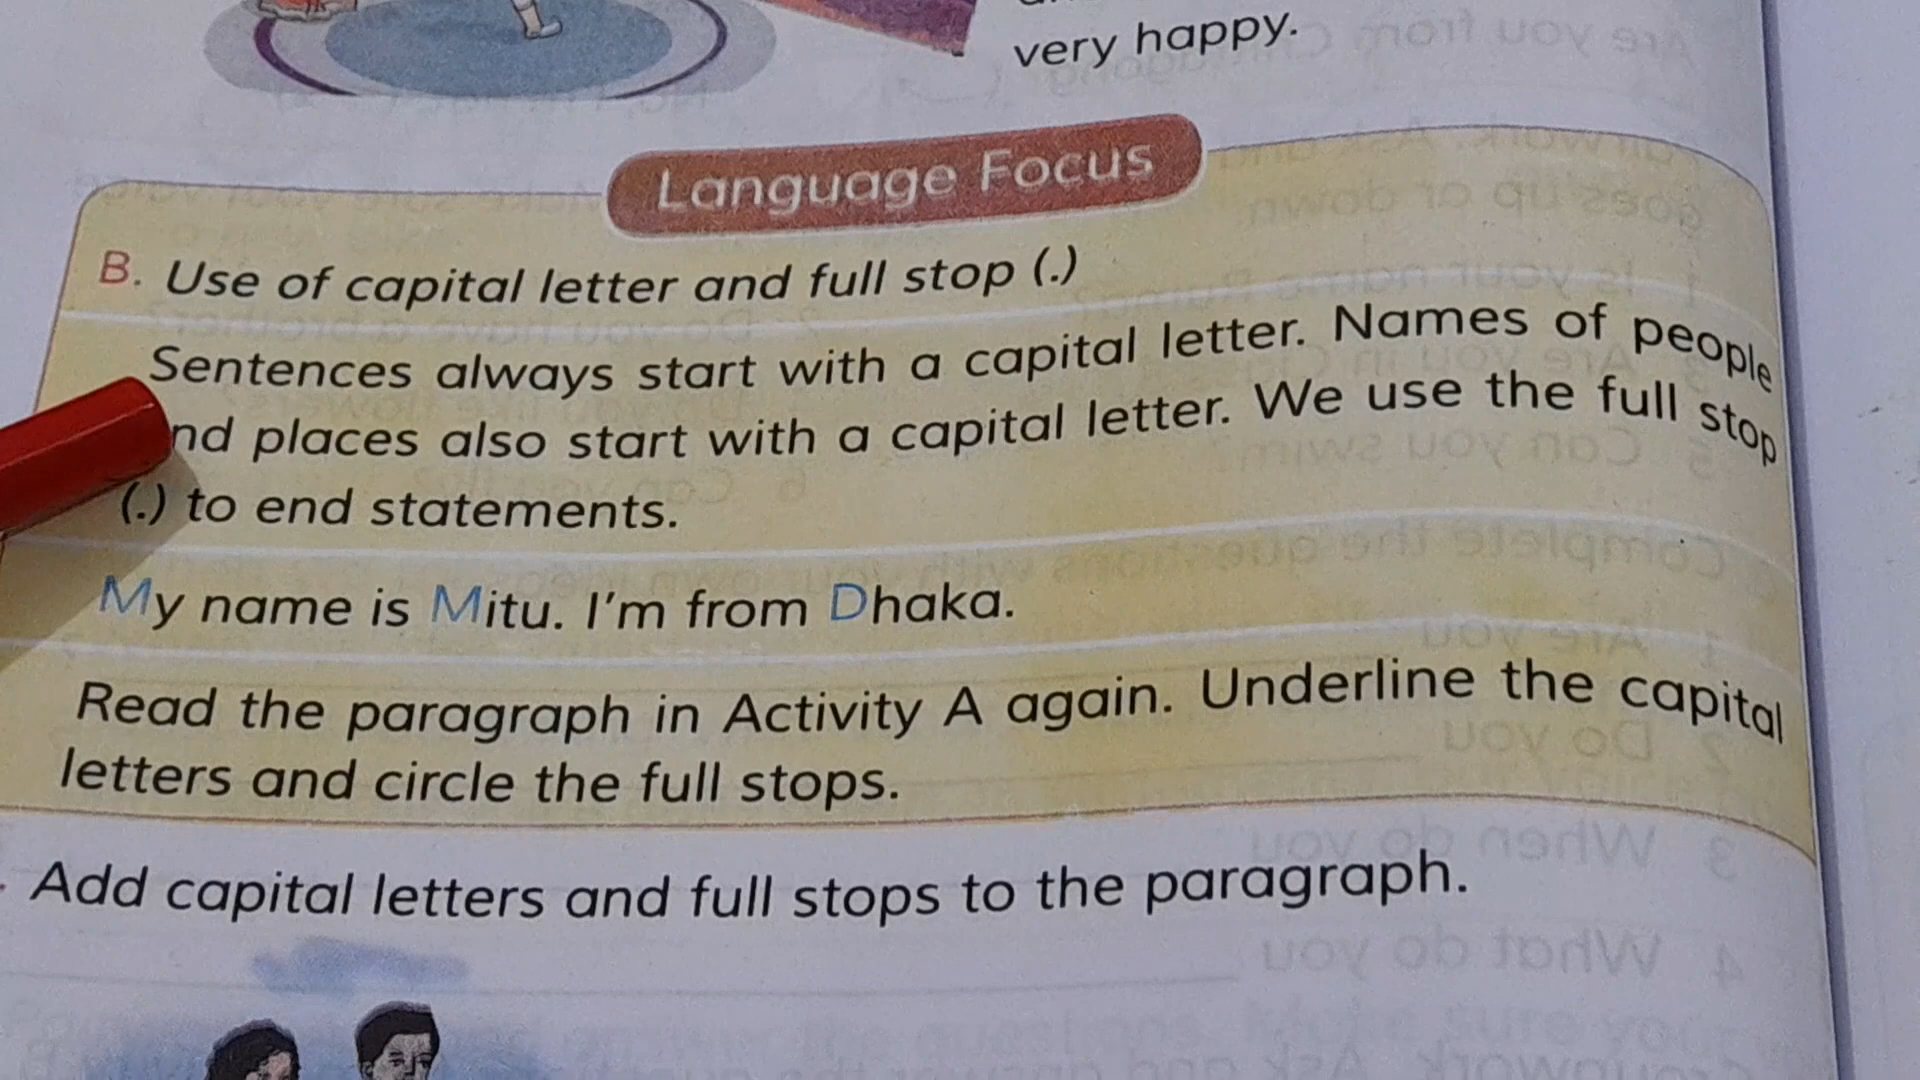 very happy.
Language Focus
B. Use of capital letter and full stop (.)
Sentences always start with a capital letter. Names of people
nd places also start with a capital letter. We use the full stop
(.) to end statements.
My name is Mitu. I'm from Dhaka.
Read the paragraph in Activity A again. Underline the capital
letters and circle the full stops.
Add capital letters and full stops to the paragraph.